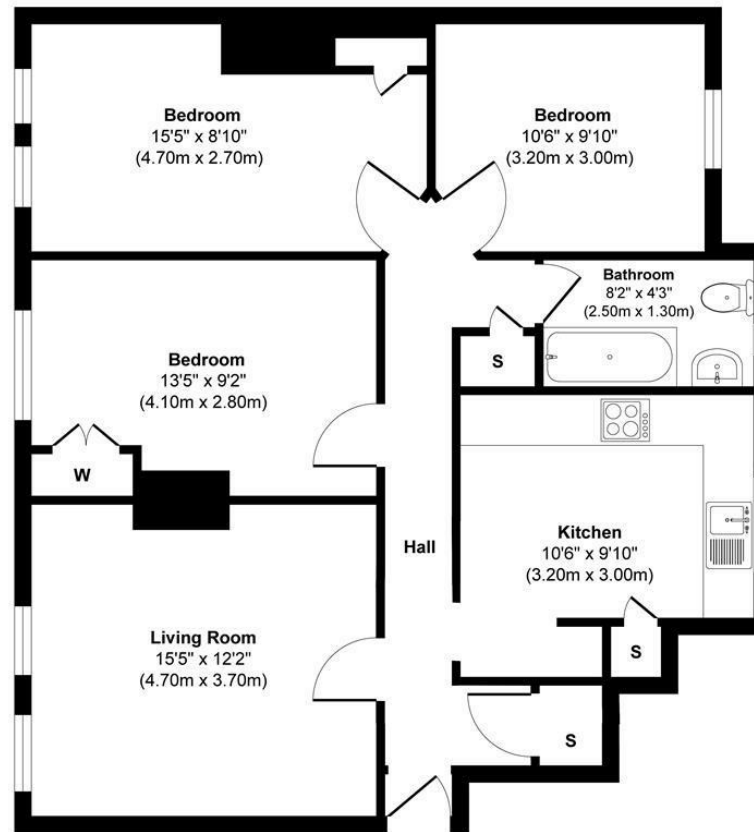 Bedroom
15'5" x 8'10"
(4.70m x 2.70m)
Bedroom
10'6" x 9'10"
(3.20m x 3.00m)
Bathroom
8'2" x 4'3"
(2.50m x 1.30m)
Bedroom
13'5" x 9'2"
(4.10m x 2.80m)
S
W
Hall
Kitchen
10'6" x 9'10"
(3.20m x 3.00m)
Living Room
15'5" x 12'2"
(4.70m x 3.70m)
S
S